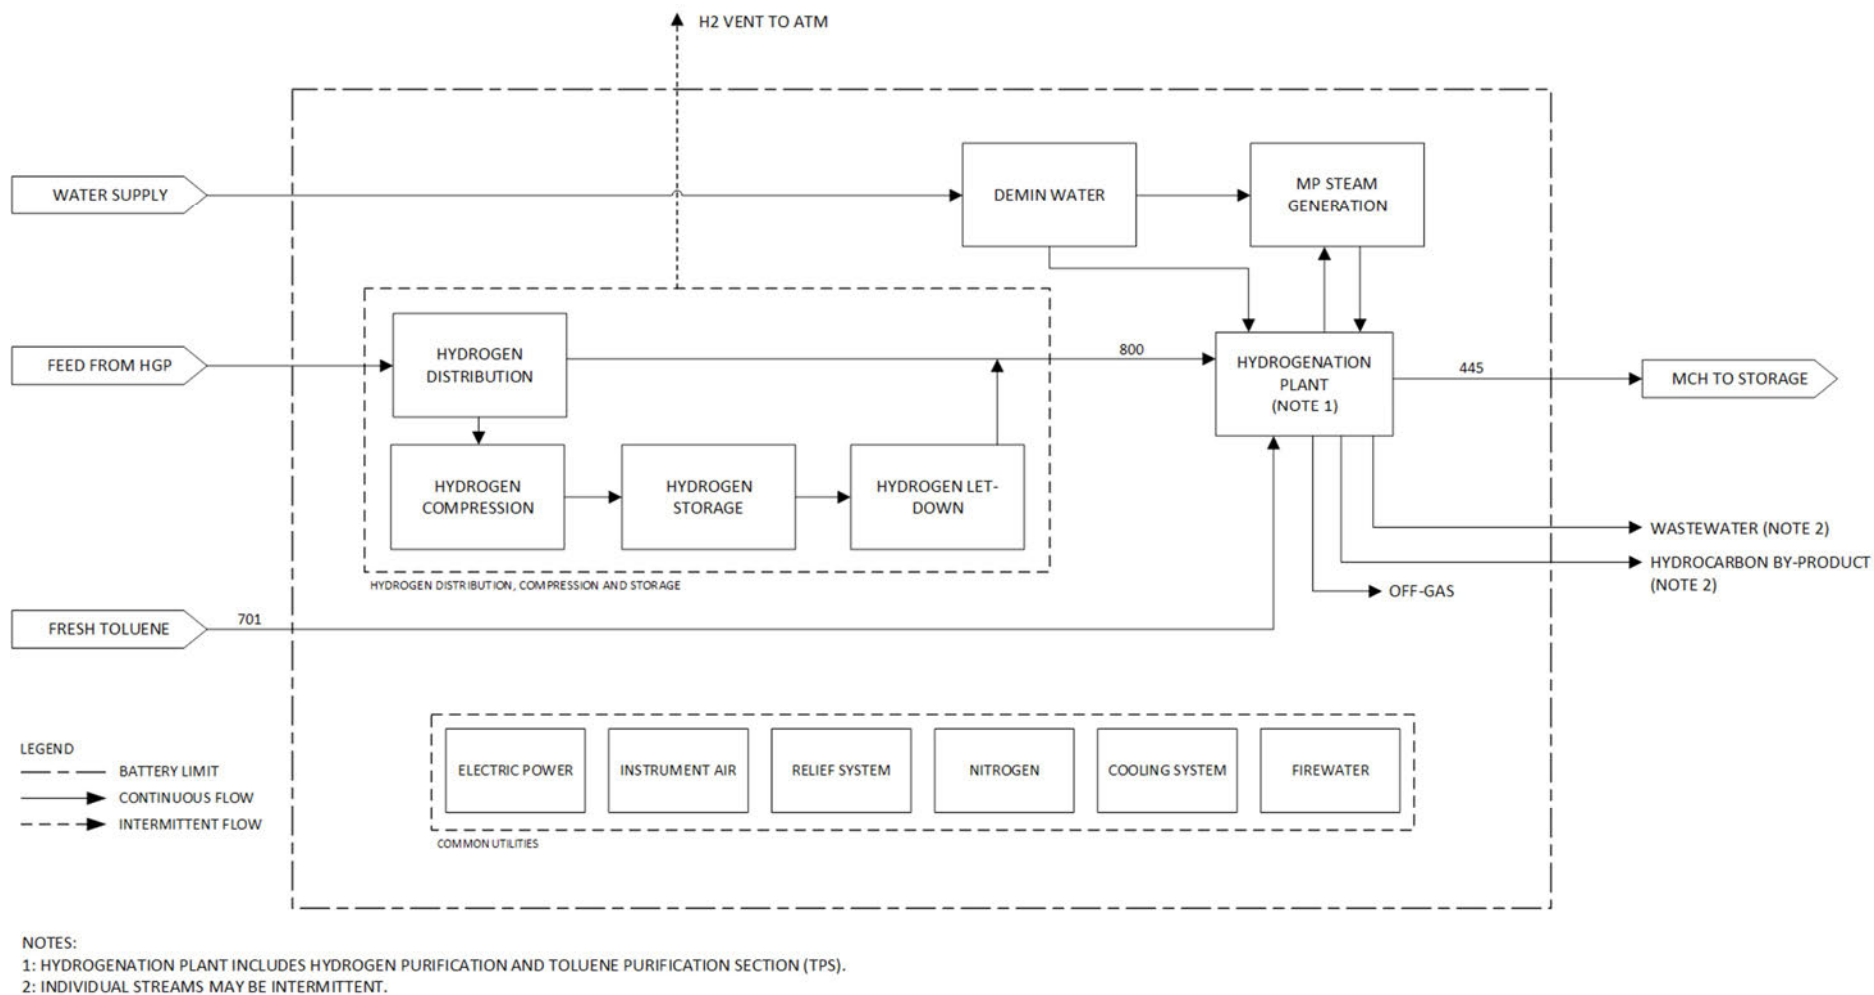 H2 VENT TO ATM
WATER SUPPLY
DEMIN WATER
MP STEAM
GENERATION
FEED FROM HGP
HYDROGEN
DISTRIBUTION
800
HYDROGENATION
PLANT
(NOTE 1)
445
MCH TO STORAGE
HYDROGEN
COMPRESSION
HYDROGEN
STORAGE
HYDROGEN LET-
DOWN
WASTEWATER (NOTE 2)
HYDROCARBON BY-PRODUCT
(NOTE 2)
OFF-GAS
HYDROGEN DISTRIBUTION, COMPRESSION AND STORAGE
FRESH TOLUENE
701
LEGEND
BATTERY LIMIT
CONTINUOUS FLOW
INTERMITTENT FLOW
ELECTRIC POWER
INSTRUMENT AIR
RELIEF SYSTEM
NITROGEN
COOLING SYSTEM
FIREWATER
COMMON UTILITIES
NOTES:
1: HYDROGENATION PLANT INCLUDES HYDROGEN PURIFICATION AND TOLUENE PURIFICATION SECTION (TPS).
2: INDIVIDUAL STREAMS MAY BE INTERMITTENT.